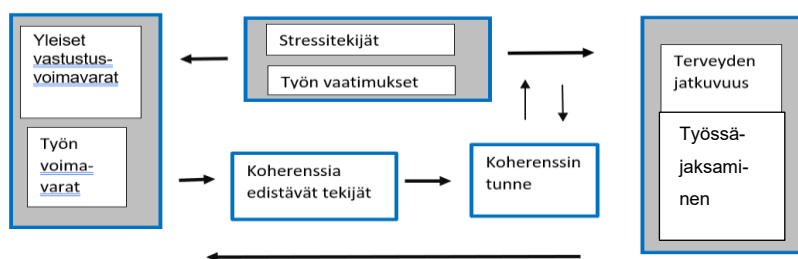 Yleiset
vastustus-
voimavarat
Työn
voima-
varat
Stressitekijät
Työn vaatimukset
Koherenssia
edistävät tekijät
Koherenssin
tunne
Terveyden
jatkuvuus
Työssä-
jaksami-
nen